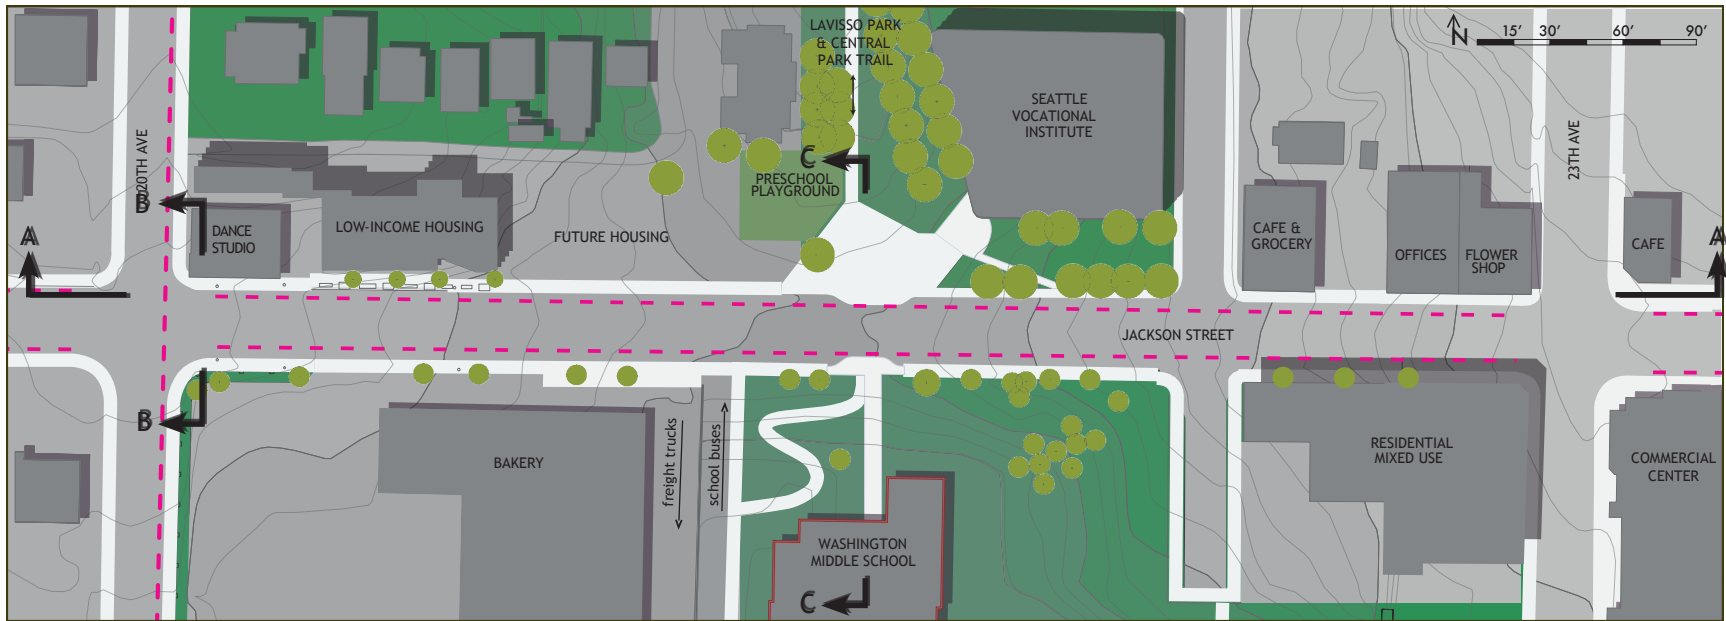 LAVISSO PARK
& CENTRAL
PARK TRAIL
N
15'
30'
60'
90'
SEATTLE
VOCATIONAL
INSTITUTE
20TH AVE
23TH AVE
C
PRESCHOOL
PLAYGROUND
B
DANCE
STUDIO
LOW-INCOME HOUSING
FUTURE HOUSING
CAFE &
GROCERY
OFFICES
FLOWER
SHOP
CAFE
A
A
JACKSON STREET
B
freight trucks
school buses
BAKERY
RESIDENTIAL
MIXED USE
COMMERCIAL
CENTER
WASHINGTON
MIDDLE SCHOOL
C